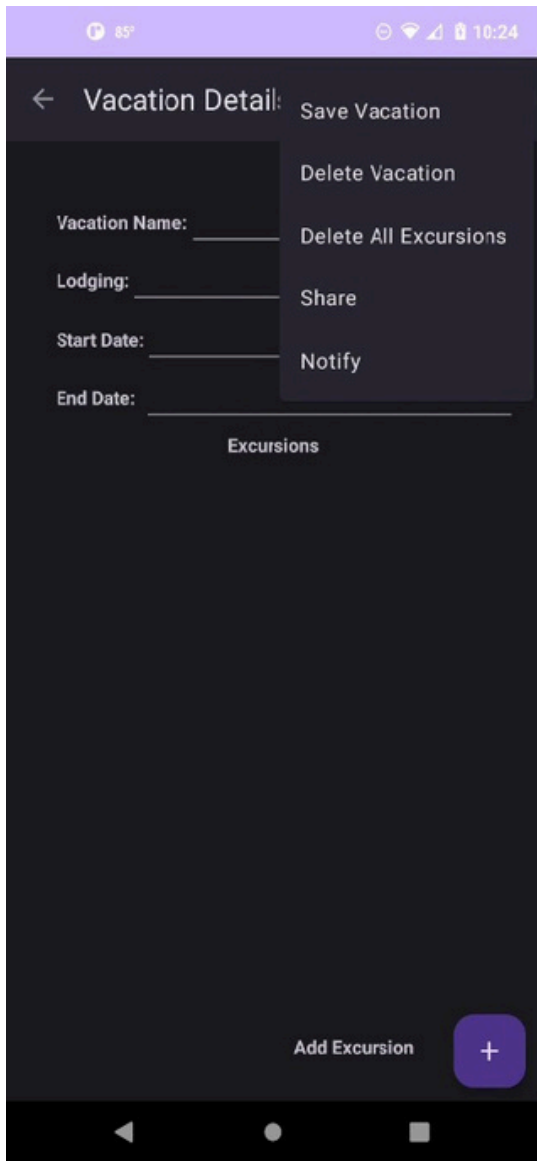 85°
10:24
Vacation Details
Save Vacation
Delete Vacation
Delete All Excursions
Share
Notify
Vacation Name:
Lodging:
Start Date:
End Date:
Excursions
Add Excursion
+